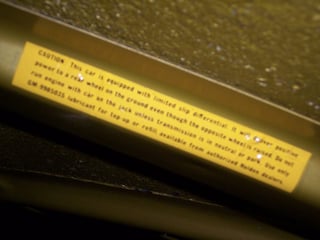 CAUTION This car is equipped with limited slip differential. It will deliver positive
power to a rear wheel on the ground even though the opposite wheel is raised. Do not
run engine with car on the jack unless transmission is in neutral or park. Use only
GM lubricant for top up or refill available from authorised Holden dealers.